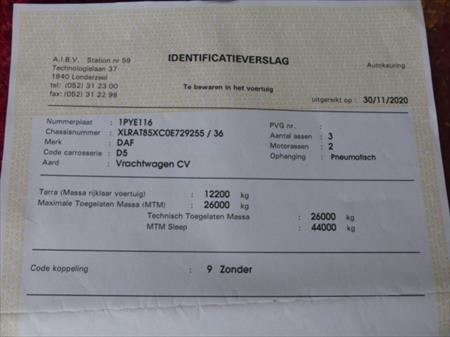 A.I.B.V. Station nr 59
Technologielaan 37
1840 Londerzeel
tel: (052) 31 23 00
fax: (052) 31 22 98
IDENTIFICATIEVERSLAG
Autokeuring
Te bewaren in het voertuig
uitgereikt op : 30/11/2020
Nummerplaat : 1PYE116
Chassisnummer : XLRAT85XC0E729255 / 36
Merk : DAF
Code carrosserie : D5
Aard : Vrachtwagen CV
PVG nr. :
Aantal assen : 3
Motorassen : 2
Ophanging : Pneumatisch
Tarra (Massa rijklaar voertuig) : 12200 kg
Maximale Toegelaten Massa (MTM) : 26000 kg
Technisch Toegelaten Massa : 26000 kg
MTM Sleep : 44000 kg
Code koppeling : 9 Zonder